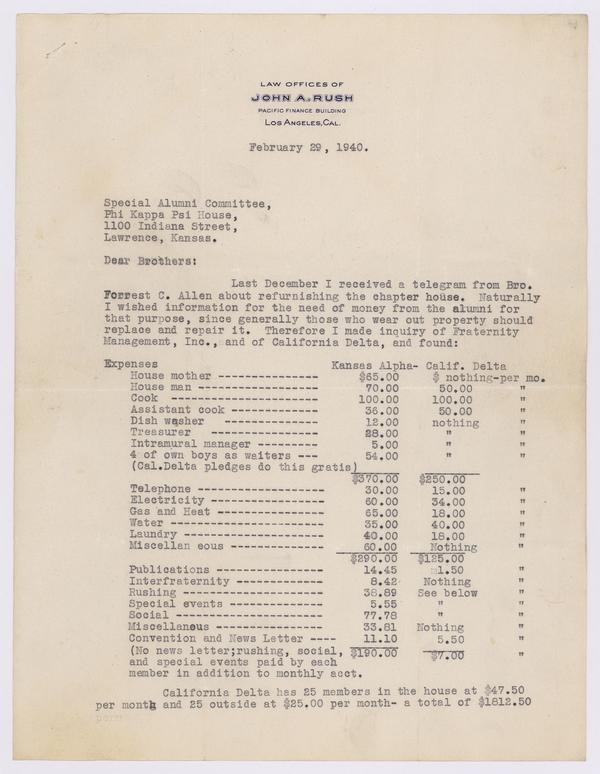 LAW OFFICES OF
JOHN A. RUSH
PACIFIC FINANCE BUILDING
LOS ANGELES, CAL.
February 29, 1940.
Special Alumni Committee,
Phi Kappa Psi House,
1100 Indiana Street,
Lawrence, Kansas.
Dear Brothers:
Last December I received a telegram from Bro.
Forrest C. Allen about refurnishing the chapter house. Naturally
I wished information for the need of money from the alumni for
that purpose, since generally those who wear out property should
replace and repair it. Therefore I made inquiry of Fraternity
Management, Inc., and of California Delta, and found:
Expenses Kansas Alpha- Calif. Delta
House mother --------------- $65.00 $ nothing-per mo.
House man ------------------ 70.00 50.00 "
Cook ---------------------- 100.00 100.00 "
Assistant cook ------------- 36.00 50.00 "
Dish washer -------------- 12.00 nothing "
Treasurer ---------------- 28.00 " "
Intramural manager --------- 5.00 " "
4 of own boys as waiters --- 54.00 " "
(Cal.Delta pledges do this gratis)
$370.00 $250.00
Telephone ------------------- 30.00 15.00 "
Electricity ----------------- 60.00 34.00 "
Gas and Heat ---------------- 65.00 18.00 "
Water ----------------------- 35.00 40.00 "
Laundry --------------------- 40.00 18.00 "
Miscellan eous -------------- 60.00 Nothing "
$290.00 $125.00
Publications ---------------- 14.45 1.50 "
Interfraternity ------------- 8.42 Nothing "
Rushing --------------------- 38.89 See below "
Special events -------------- 5.55 " "
Social ---------------------- 77.78 " "
Miscellaneous --------------- 33.81 Nothing "
Convention and News Letter ---- 11.10 5.50 "
(No news letter;rushing, social, $190.00 $7.00 "
and special events paid by each
member in addition to monthly acct.
California Delta has 25 members in the house at $47.50
per month and 25 outside at $25.00 per month- a total of $1812.50